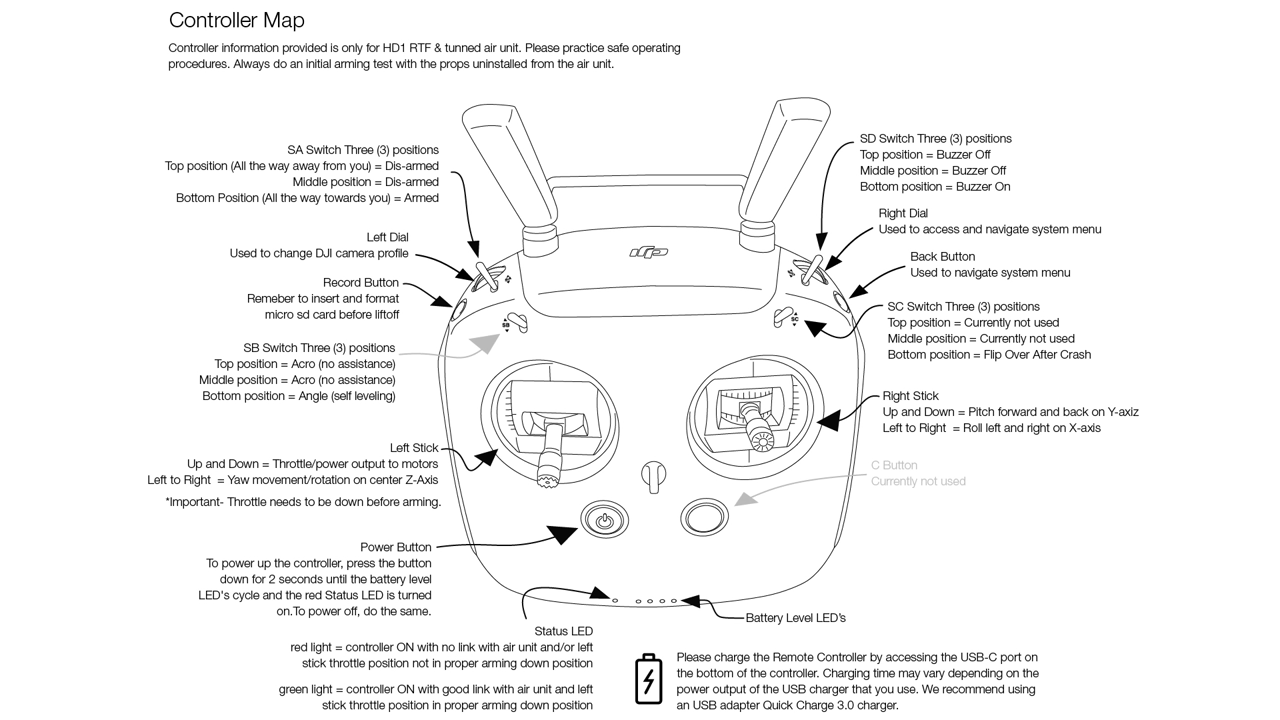 Controller Map
Controller information provided is only for HD1 RTF & tunned air unit. Please practice safe operating
procedures. Always do an initial arming test with the props uninstalled from the air unit.
SA Switch Three (3) positions
Top position (All the way away from you) = Dis-armed
Middle position = Dis-armed
Bottom Position (All the way towards you) = Armed
Left Dial
Used to change DJI camera profile
Record Button
Remeber to insert and format
micro sd card before liftoff
SB Switch Three (3) positions
Top position = Acro (no assistance)
Middle position = Acro (no assistance)
Bottom position = Angle (self leveling)
Left Stick
Up and Down = Throttle/power output to motors
Left to Right = Yaw movement/rotation on center Z-Axis
*Important- Throttle needs to be down before arming.
Power Button
To power up the controller, press the button
down for 2 seconds until the battery level
LED's cycle and the red Status LED is turned
on.To power off, do the same.
Status LED
red light = controller ON with no link with air unit and/or left
stick throttle position not in proper arming down position
green light = controller ON with good link with air unit and left
stick throttle position in proper arming down position
dji
SB
SC
SD Switch Three (3) positions
Top position = Buzzer Off
Middle position = Buzzer Off
Bottom position = Buzzer On
Right Dial
Used to access and navigate system menu
Back Button
Used to navigate system menu
SC Switch Three (3) positions
Top position = Currently not used
Middle position = Currently not used
Bottom position = Flip Over After Crash
Right Stick
Up and Down = Pitch forward and back on Y-axiz
Left to Right = Roll left and right on X-axis
C Button
Currently not used
Battery Level LED's
Please charge the Remote Controller by accessing the USB-C port on
the bottom of the controller. Charging time may vary depending on the
power output of the USB charger that you use. We recommend using
an USB adapter Quick Charge 3.0 charger.